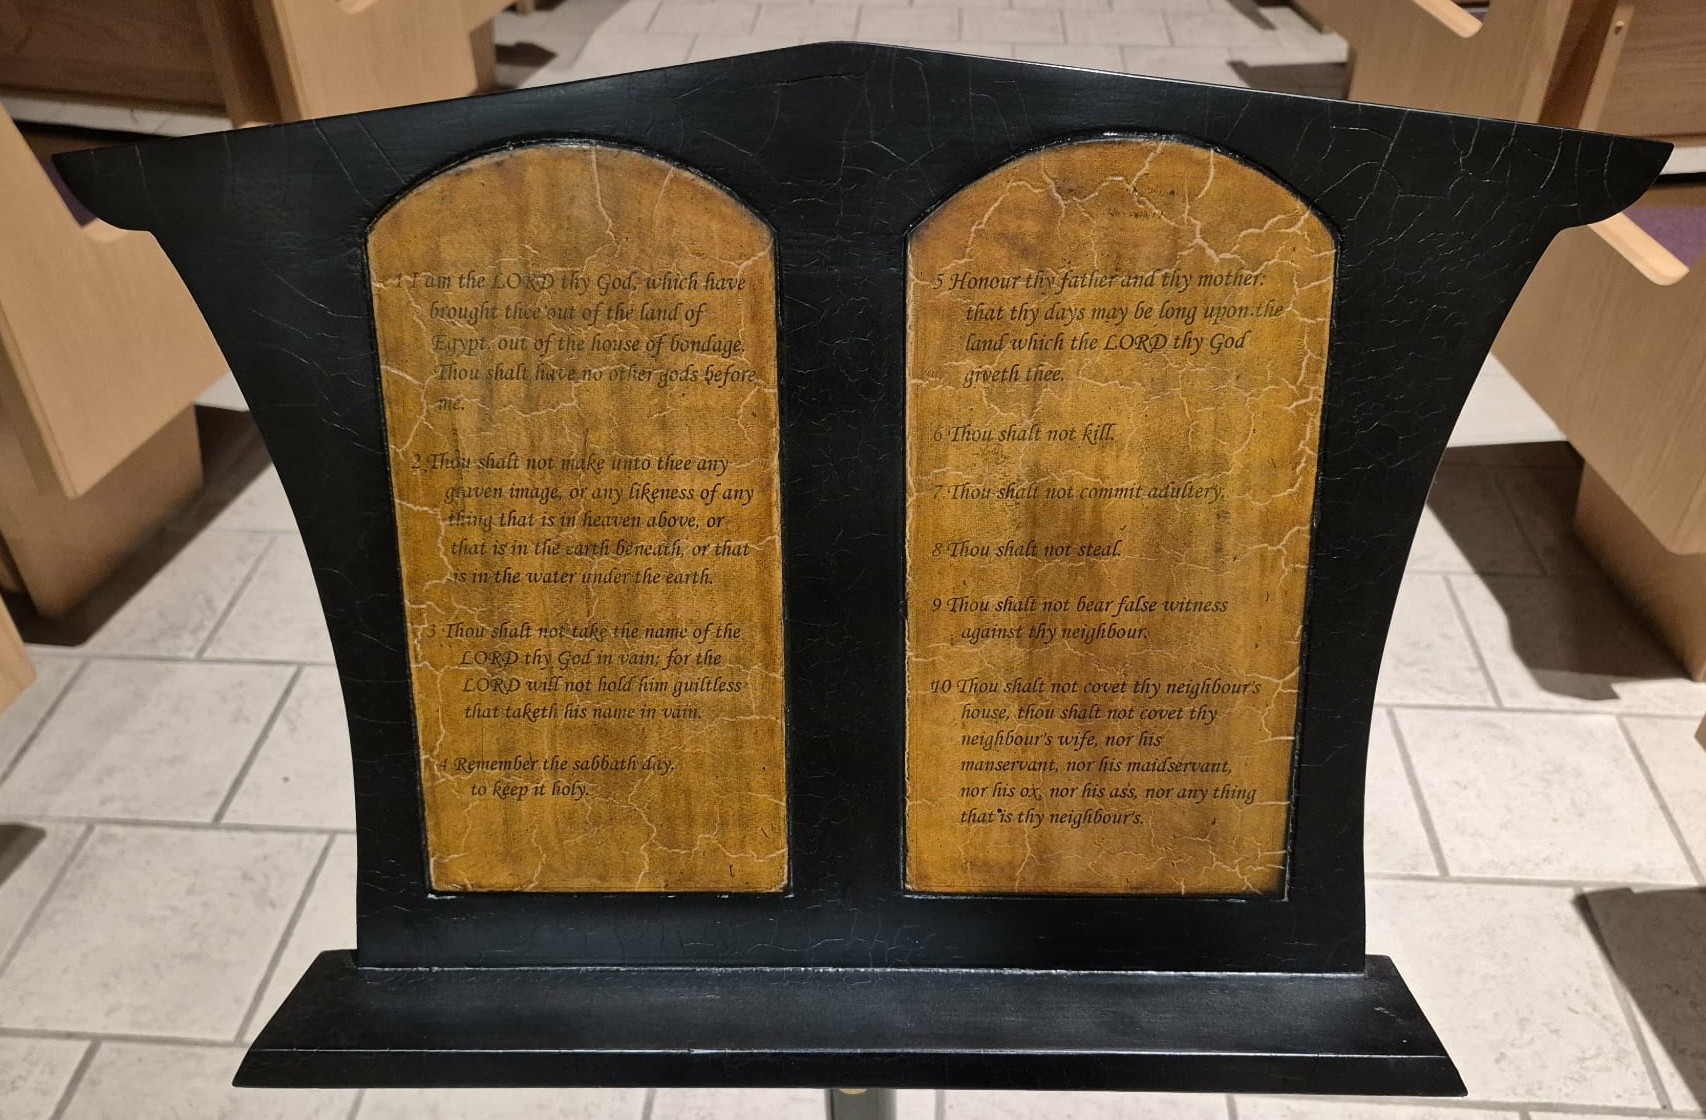 1 I am the LORD thy God, which have
brought thee out of the land of
Egypt, out of the house of bondage.
Thou shalt have no other gods before
me.
2 Thou shalt not make unto thee any
graven image, or any likeness of any
thing that is in heaven above, or
that is in the earth beneath, or that
is in the water under the earth.
3 Thou shalt not take the name of the
LORD thy God in vain; for the
LORD will not hold him guiltless
that taketh his name in vain.
4 Remember the sabbath day,
to keep it holy.
5 Honour thy father and thy mother:
that thy days may be long upon the
land which the LORD thy God
giveth thee.
6 Thou shalt not kill.
7 Thou shalt not commit adultery.
8 Thou shalt not steal.
9 Thou shalt not bear false witness
against thy neighbour.
10 Thou shalt not covet thy neighbour's
house, thou shalt not covet thy
neighbour's wife, nor his
manservant, nor his maidservant,
nor his ox, nor his ass, nor any thing
that is thy neighbour's.